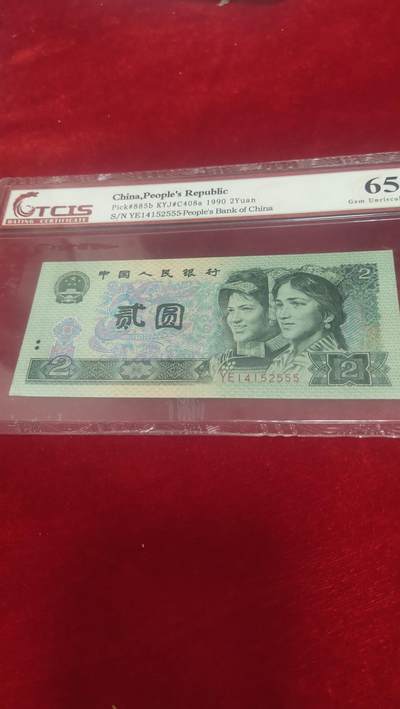 TCIS
RATING CERTIFICATE
China,People's Republic
Pick#885b KYJ#C408a 1990 2Yuan
S/N YE14152555 People's Bank of China
65
Gem Uncircul
中国人民银行
2
贰圆
YE14152555
2
2